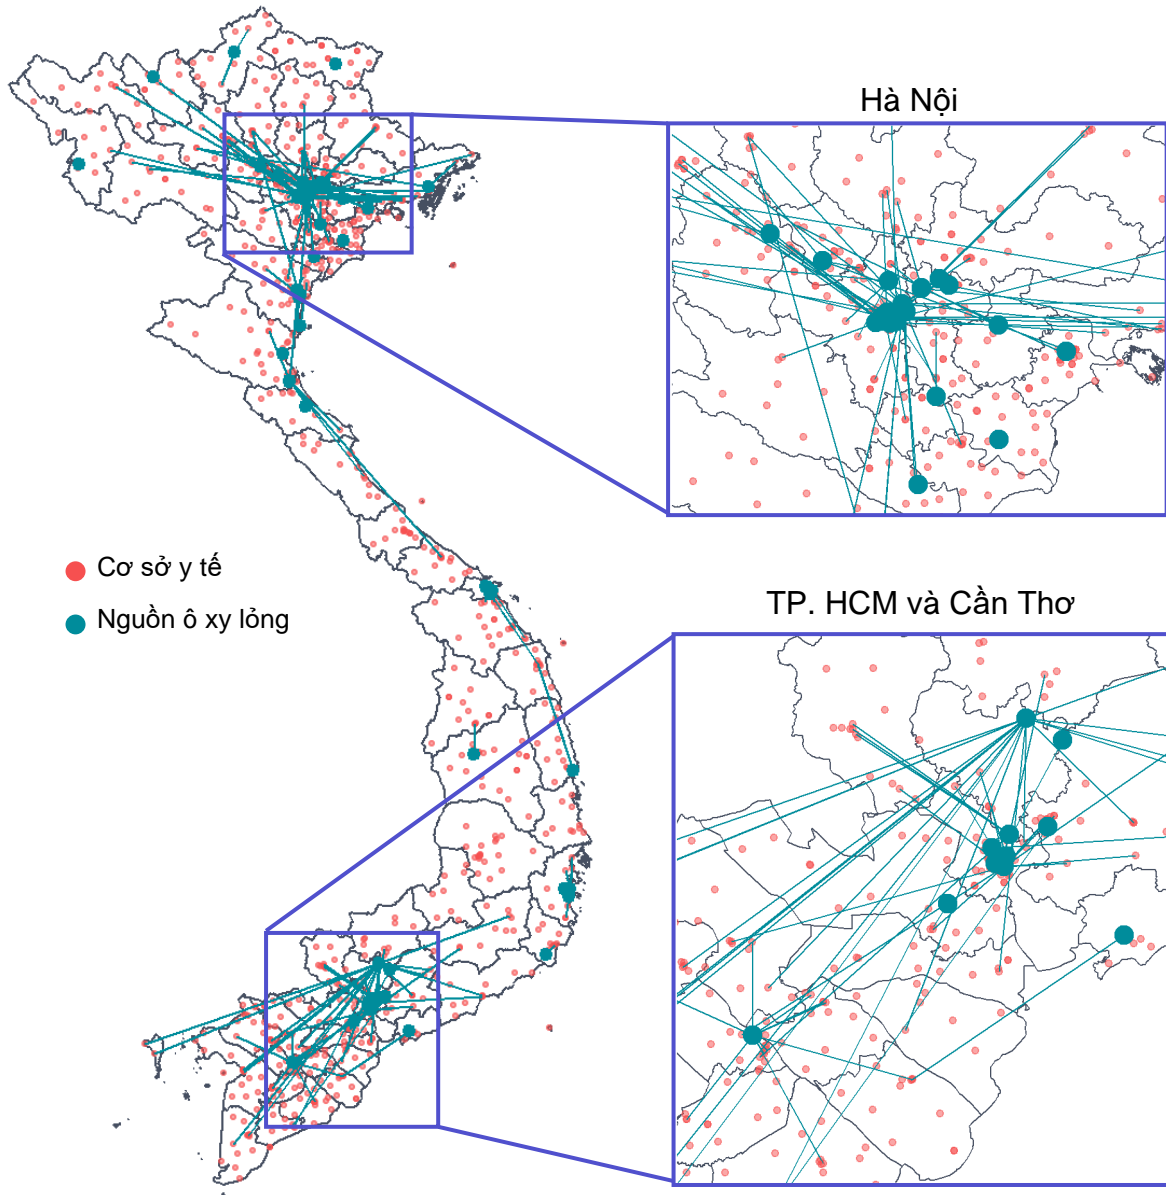 Hà Nội
Cơ sở y tế
Nguồn ô xy lỏng
TP. HCM và Cần Thơ